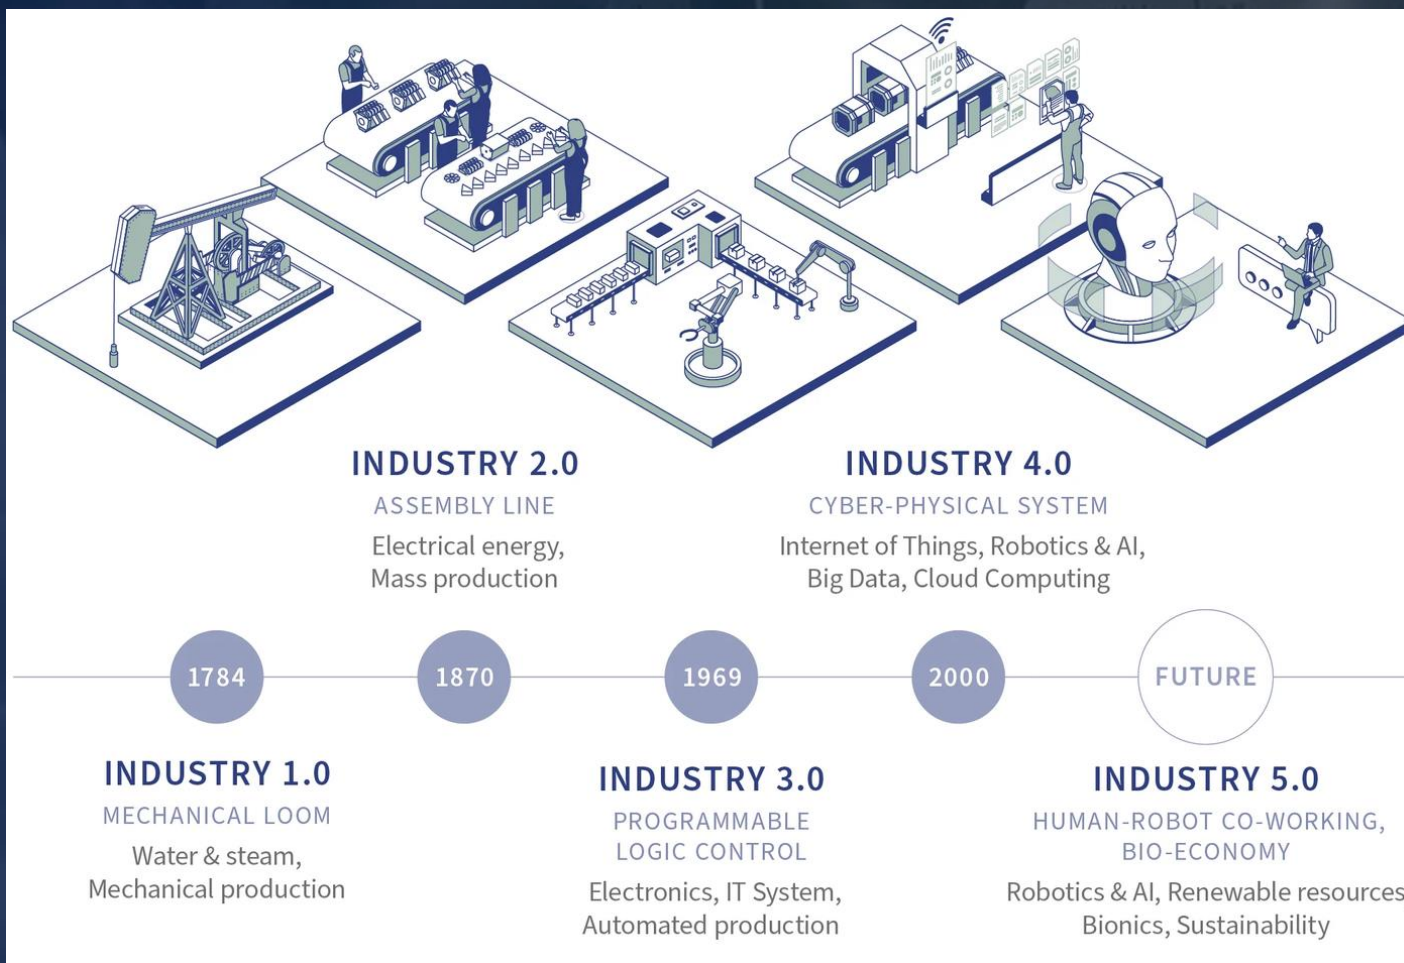 INDUSTRY 2.0
ASSEMBLY LINE
Electrical energy,
Mass production
INDUSTRY 4.0
CYBER-PHYSICAL SYSTEM
Internet of Things, Robotics & AI,
Big Data, Cloud Computing
1784
1870
1969
2000
FUTURE
INDUSTRY 1.0
MECHANICAL LOOM
Water & steam,
Mechanical production
INDUSTRY 3.0
PROGRAMMABLE
LOGIC CONTROL
Electronics, IT System,
Automated production
INDUSTRY 5.0
HUMAN-ROBOT CO-WORKING,
BIO-ECONOMY
Robotics & AI, Renewable resources
Bionics, Sustainability